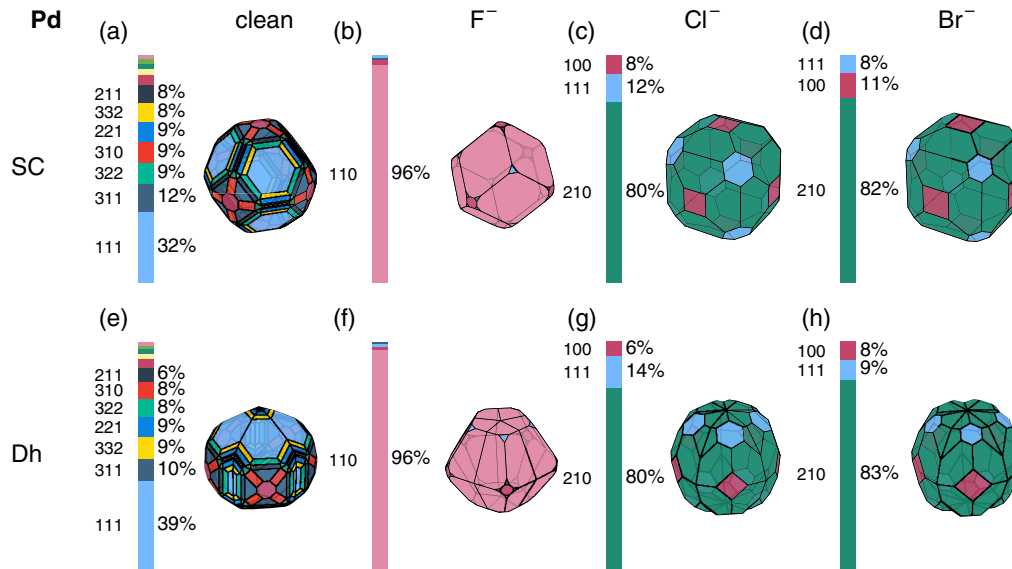 Pd
(a)
clean
(b)
F⁻
(c)
Cl⁻
(d)
Br⁻
SC
211 8%
332 8%
221 9%
310 9%
322 9%
311 12%
111 32%
110 96%
100 8%
111 12%
210 80%
111 8%
100 11%
210 82%
(e)
(f)
(g)
(h)
Dh
211 6%
310 8%
322 8%
221 9%
332 9%
311 10%
111 39%
110 96%
100 6%
111 14%
210 80%
100 8%
111 9%
210 83%